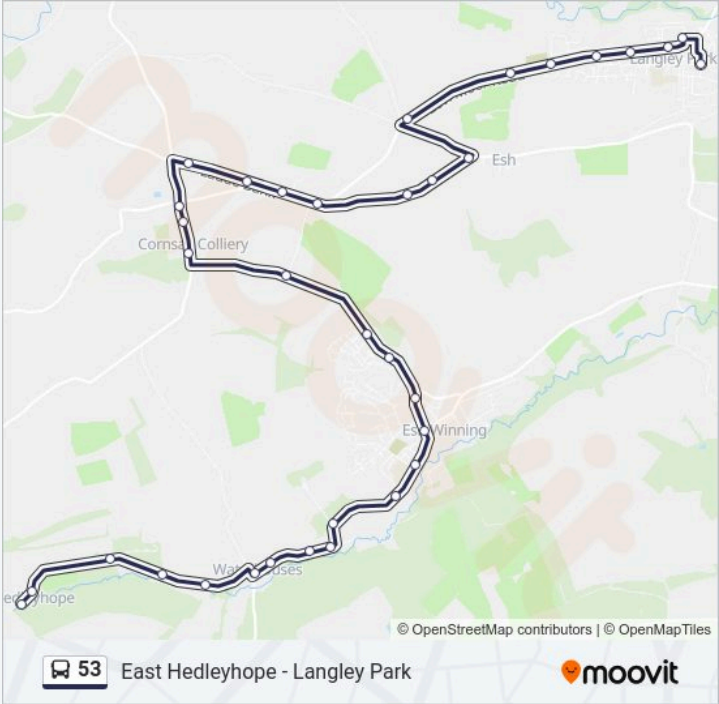 Langley Park
Esh
Cornsay Colliery
Esh Winning
Waterhouses
© OpenStreetMap contributors | © OpenMapTiles
53 East Hedleyhope - Langley Park
moovit